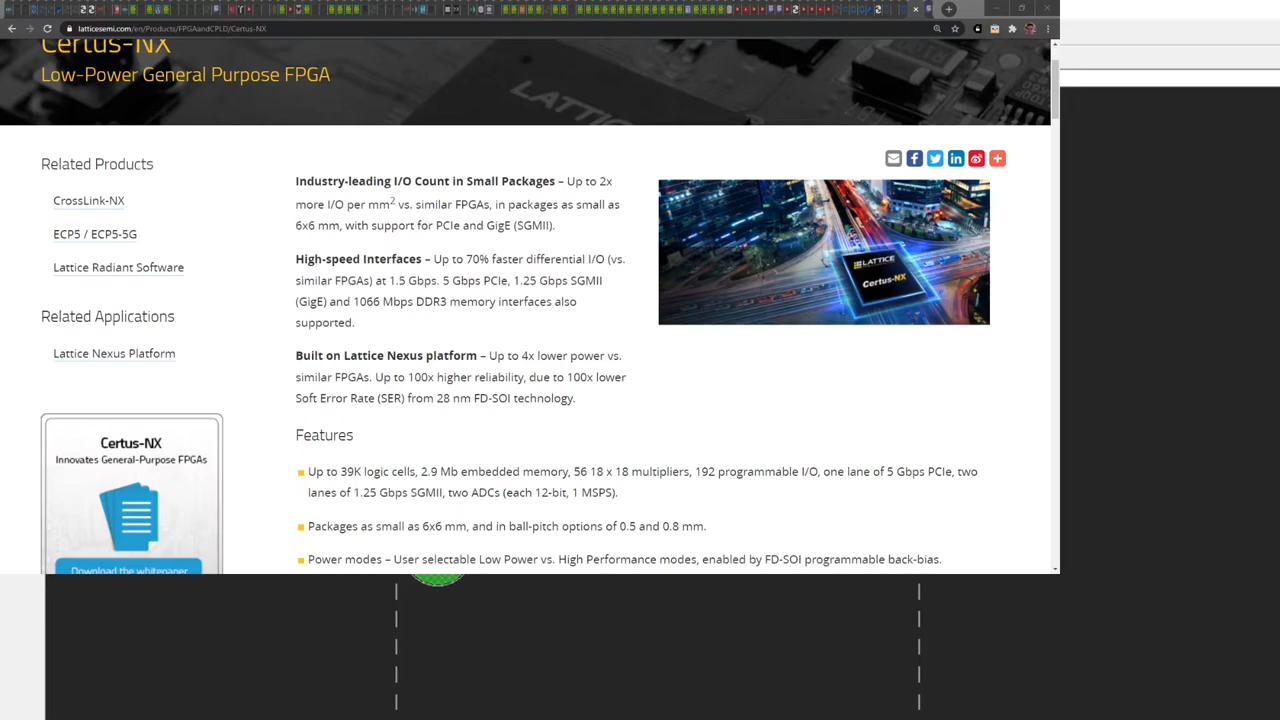 latticesemi.com/en/Products/FPGAandCPLD/Certus-NX
Certus-NX
Low-Power General Purpose FPGA
LATTICE
Related Products
CrossLink-NX
ECP5 / ECP5-5G
Lattice Radiant Software
Related Applications
Lattice Nexus Platform
Certus-NX
Innovates General-Purpose FPGAs
Download the whitepaper
Industry-leading I/O Count in Small Packages – Up to 2x
more I/O per mm2 vs. similar FPGAs, in packages as small as
6x6 mm, with support for PCIe and GigE (SGMII).
High-speed Interfaces – Up to 70% faster differential I/O (vs.
similar FPGAs) at 1.5 Gbps. 5 Gbps PCIe, 1.25 Gbps SGMII
(GigE) and 1066 Mbps DDR3 memory interfaces also
supported.
Built on Lattice Nexus platform – Up to 4x lower power vs.
similar FPGAs. Up to 100x higher reliability, due to 100x lower
Soft Error Rate (SER) from 28 nm FD-SOI technology.
LATTICE
Certus-NX
Features
Up to 39K logic cells, 2.9 Mb embedded memory, 56 18 x 18 multipliers, 192 programmable I/O, one lane of 5 Gbps PCIe, two
lanes of 1.25 Gbps SGMII, two ADCs (each 12-bit, 1 MSPS).
Packages as small as 6x6 mm, and in ball-pitch options of 0.5 and 0.8 mm.
Power modes – User selectable Low Power vs. High Performance modes, enabled by FD-SOI programmable back-bias.